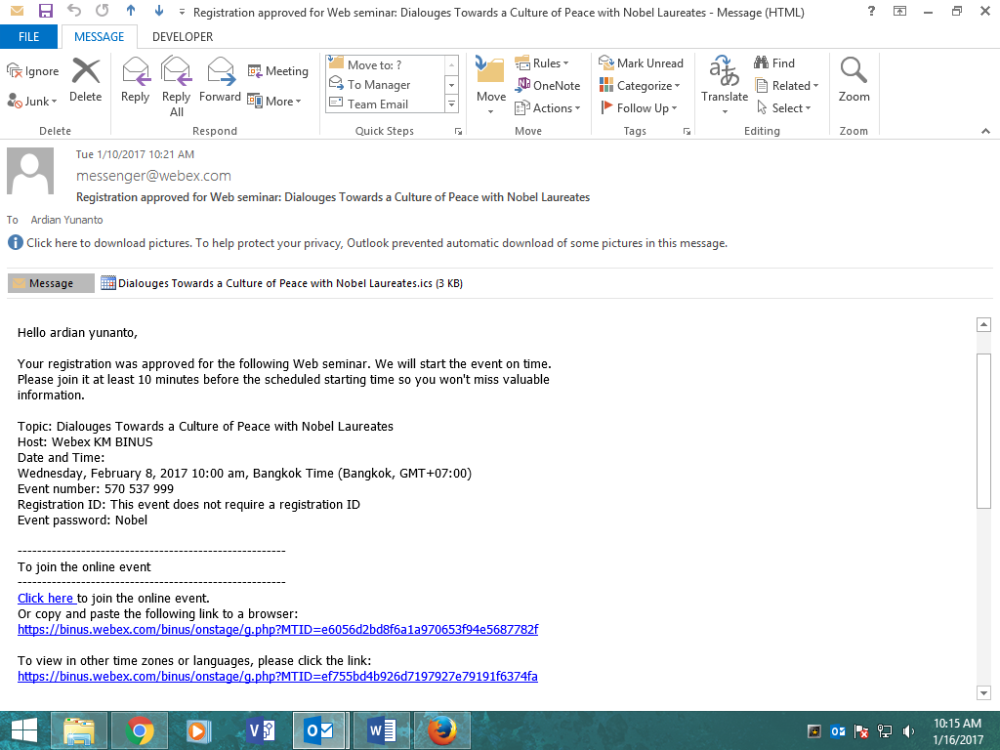 Registration approved for Web seminar: Dialouges Towards a Culture of Peace with Nobel Laureates - Message (HTML)
FILE MESSAGE DEVELOPER
Ignore
Junk
Delete
Reply
Reply All
Forward
Meeting
More
Move to: ?
To Manager
Team Email
Move
Rules
OneNote
Actions
Mark Unread
Categorize
Follow Up
Translate
Find
Related
Select
Zoom
Delete Respond Quick Steps Move Tags Editing Zoom
Tue 1/10/2017 10:21 AM
messenger@webex.com
Registration approved for Web seminar: Dialouges Towards a Culture of Peace with Nobel Laureates
To Ardian Yunanto
Click here to download pictures. To help protect your privacy, Outlook prevented automatic download of some pictures in this message.
Message Dialouges Towards a Culture of Peace with Nobel Laureates.ics (3 KB)
Hello ardian yunanto,
Your registration was approved for the following Web seminar. We will start the event on time.
Please join it at least 10 minutes before the scheduled starting time so you won't miss valuable
information.
Topic: Dialouges Towards a Culture of Peace with Nobel Laureates
Host: Webex KM BINUS
Date and Time:
Wednesday, February 8, 2017 10:00 am, Bangkok Time (Bangkok, GMT+07:00)
Event number: 570 537 999
Registration ID: This event does not require a registration ID
Event password: Nobel
-------------------------------------------------------
To join the online event
-------------------------------------------------------
Click here to join the online event.
Or copy and paste the following link to a browser:
https://binus.webex.com/binus/onstage/g.php?MTID=e6056d2bd8f6a1a970653f94e5687782f
To view in other time zones or languages, please click the link:
https://binus.webex.com/binus/onstage/g.php?MTID=ef755bd4b926d7197927e79191f6374fa
10:15 AM
1/16/2017